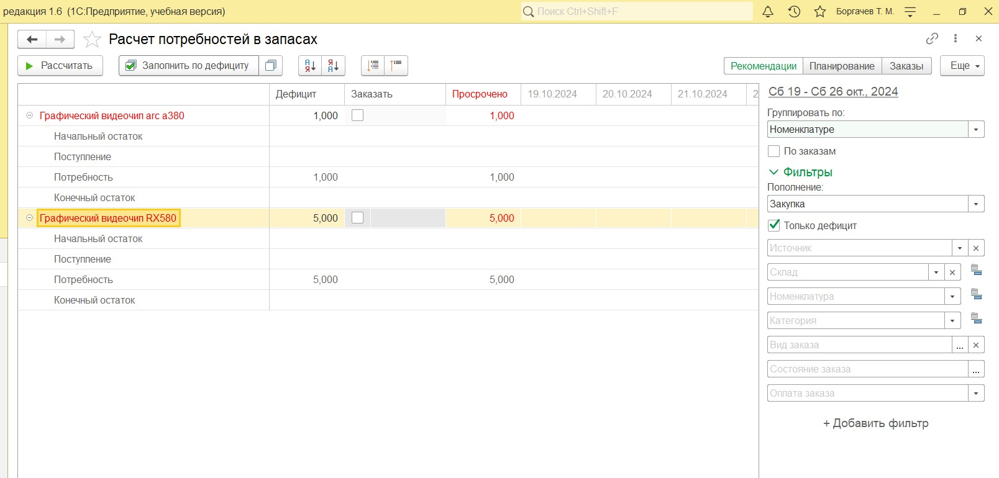 редакция 1.6 (1С:Предприятие, учебная версия)
Поиск Ctrl+Shift+F
Боргачев Т. М.
Расчет потребностей в запасах
Рассчитать
Заполнить по дефициту
Рекомендации Планирование Заказы
Еще
Дефицит Заказать Просрочено 19.10.2024 20.10.2024 21.10.2024 2
Графический видеочип arc a380 1,000 1,000
Начальный остаток
Поступление
Потребность 1,000 1,000
Конечный остаток
Графический видеочип RX580 5,000 5,000
Начальный остаток
Поступление
Потребность 5,000 5,000
Конечный остаток
Сб 19 - Сб 26 окт., 2024
Группировать по:
Номенклатуре
По заказам
Фильтры
Пополнение:
Закупка
Только дефицит
Источник
Склад
Номенклатура
Категория
Вид заказа
Состояние заказа
Оплата заказа
+ Добавить фильтр